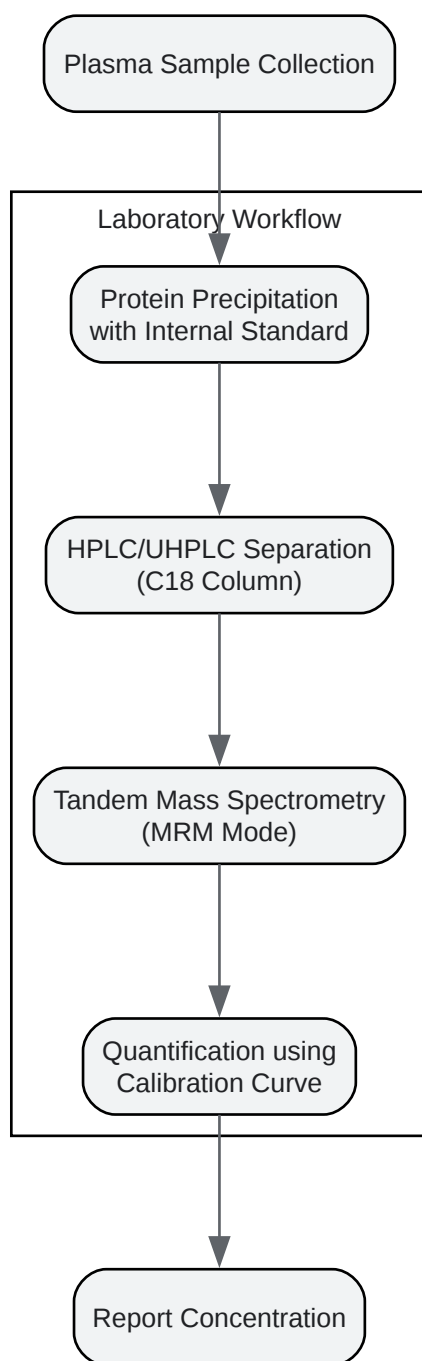 Plasma Sample Collection
Laboratory Workflow
Protein Precipitation
with Internal Standard
HPLC/UHPLC Separation
(C18 Column)
Tandem Mass Spectrometry
(MRM Mode)
Quantification using
Calibration Curve
Report Concentration